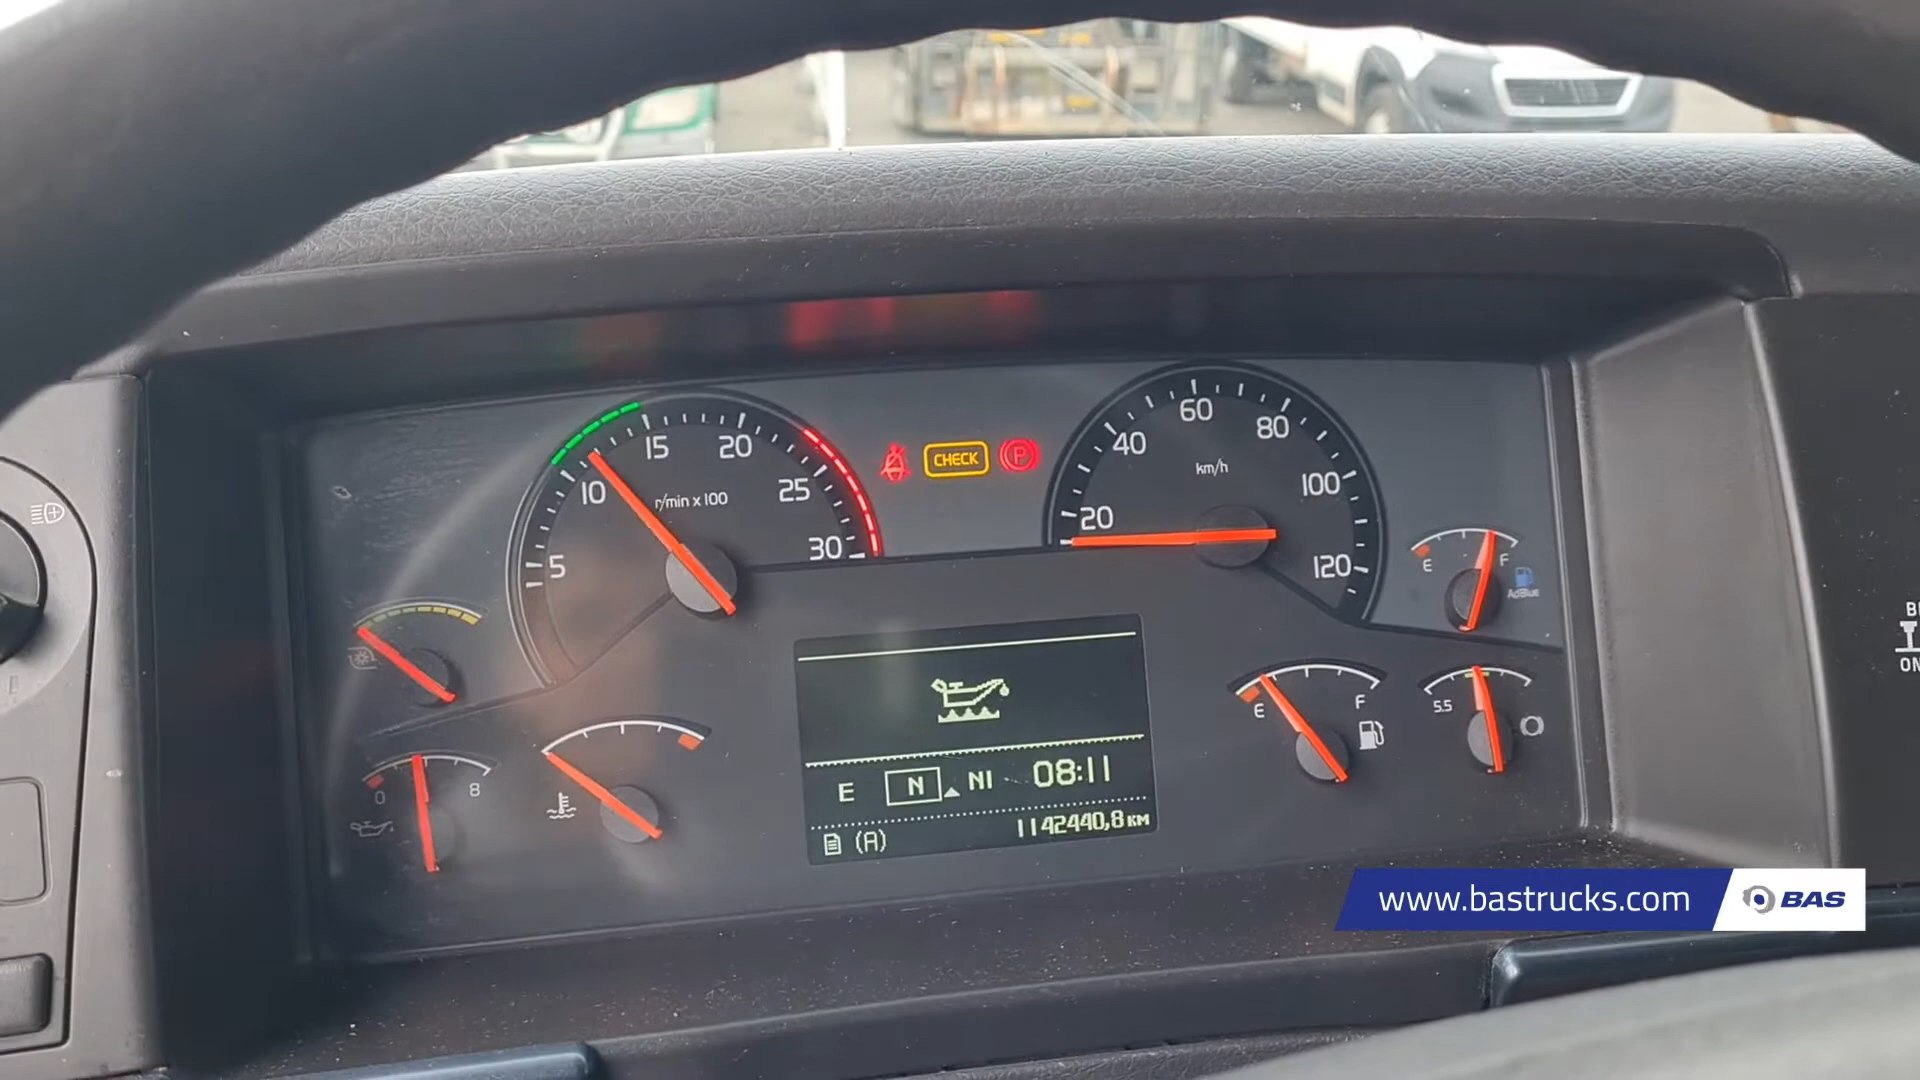 15 20
10 r/min x 100 25
5 30
CHECK
P
60
40 80
km/h
20 100
120
E F
AdBlue
E F
5.5
0 8
E N NI 08:11
(A) 1142440,8 KM
ON
www.bastrucks.com BAS